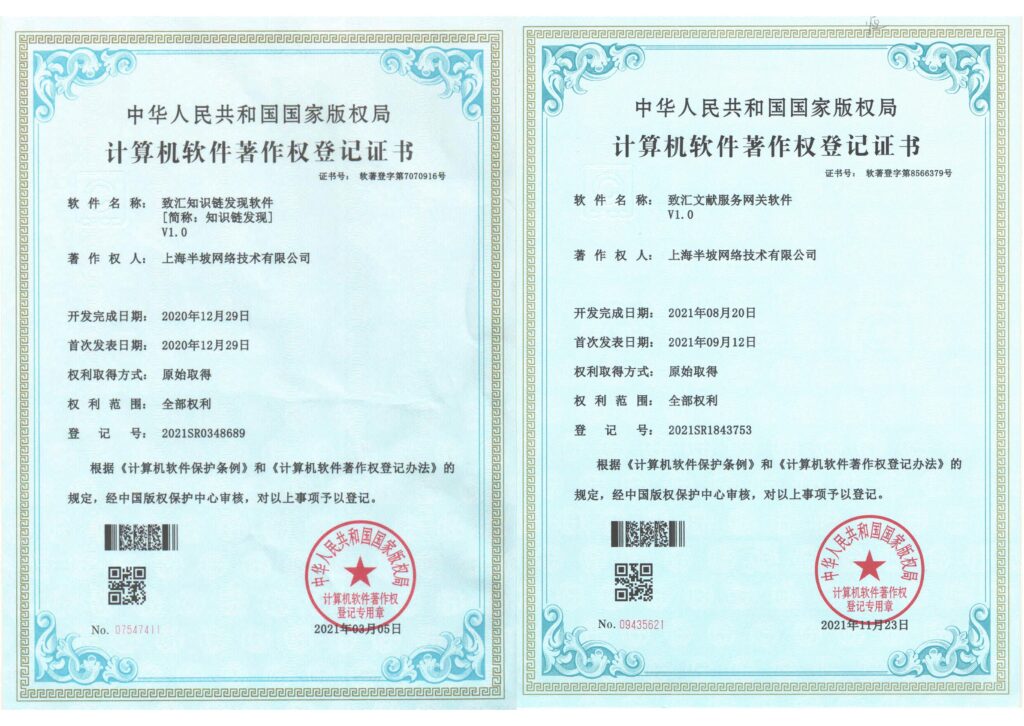 中华人民共和国国家版权局
计算机软件著作权登记证书
证书号： 软著登字第7070916号
软件名称： 致汇知识链发现软件
[简称：知识链发现]
V1.0
著作权人： 上海半坡网络技术有限公司
开发完成日期： 2020年12月29日
首次发表日期： 2020年12月29日
权利取得方式： 原始取得
权利范围： 全部权利
登记号： 2021SR0348689
根据《计算机软件保护条例》和《计算机软件著作权登记办法》的
规定，经中国版权保护中心审核，对以上事项予以登记。
中华人民共和国国家版权局
计算机软件著作权
登记专用章
No. 07547411
2021年03月05日
中华人民共和国国家版权局
计算机软件著作权登记证书
证书号： 软著登字第8566379号
软件名称： 致汇文献服务网关软件
V1.0
著作权人： 上海半坡网络技术有限公司
开发完成日期： 2021年08月20日
首次发表日期： 2021年09月12日
权利取得方式： 原始取得
权利范围： 全部权利
登记号： 2021SR1843753
根据《计算机软件保护条例》和《计算机软件著作权登记办法》的
规定，经中国版权保护中心审核，对以上事项予以登记。
中华人民共和国国家版权局
计算机软件著作权
登记专用章
No. 09435621
2021年11月23日